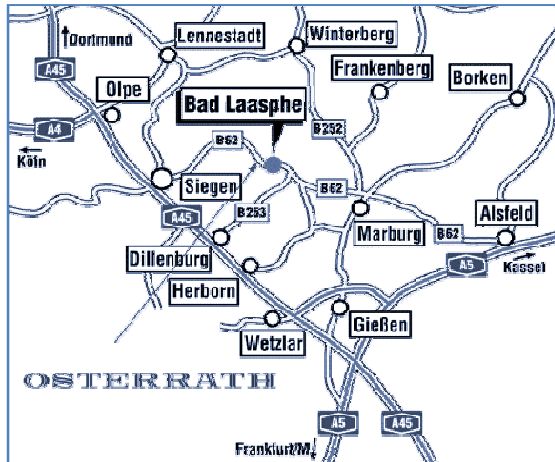 Dortmund
Lennestadt
Winterberg
A45
Frankenberg
Borken
Olpe
Bad Laasphe
A4
B62
B252
Köln
Siegen
B62
A45
B253
Marburg
B62
Alsfeld
Dillenburg
A5
Kassel
Herborn
Wetzlar
Gießen
OSTERRATH
A5
A45
Frankfurt/M.